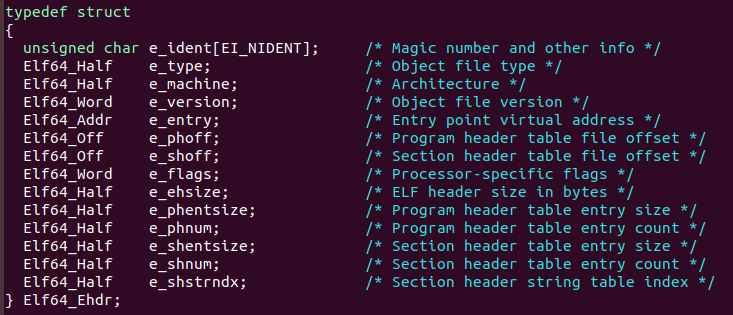 typedef struct
{
  unsigned char e_ident[EI_NIDENT];     /* Magic number and other info */
  Elf64_Half    e_type;                 /* Object file type */
  Elf64_Half    e_machine;              /* Architecture */
  Elf64_Word    e_version;              /* Object file version */
  Elf64_Addr    e_entry;                /* Entry point virtual address */
  Elf64_Off     e_phoff;                /* Program header table file offset */
  Elf64_Off     e_shoff;                /* Section header table file offset */
  Elf64_Word    e_flags;                /* Processor-specific flags */
  Elf64_Half    e_ehsize;               /* ELF header size in bytes */
  Elf64_Half    e_phentsize;            /* Program header table entry size */
  Elf64_Half    e_phnum;                /* Program header table entry count */
  Elf64_Half    e_shentsize;            /* Section header table entry size */
  Elf64_Half    e_shnum;                /* Section header table entry count */
  Elf64_Half    e_shstrndx;             /* Section header string table index */
} Elf64_Ehdr;